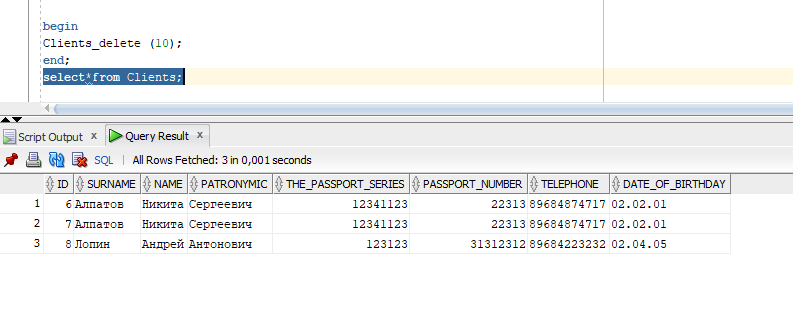 begin
Clients_delete (10);
end;
select*from Clients;
Script Output x Query Result x
SQL | All Rows Fetched: 3 in 0,001 seconds
ID SURNAME NAME PATRONYMIC THE_PASSPORT_SERIES PASSPORT_NUMBER TELEPHONE DATE_OF_BIRTHDAY
1 6 Алпатов Никита Сергеевич 12341123 22313 89684874717 02.02.01
2 7 Алпатов Никита Сергеевич 12341123 22313 89684874717 02.02.01
3 8 Лопин Андрей Антонович 123123 31312312 89684223232 02.04.05